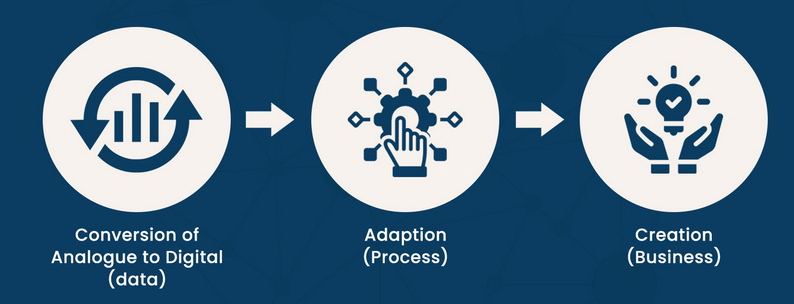 Conversion of
Analogue to Digital
(data)
Adaption
(Process)
Creation
(Business)